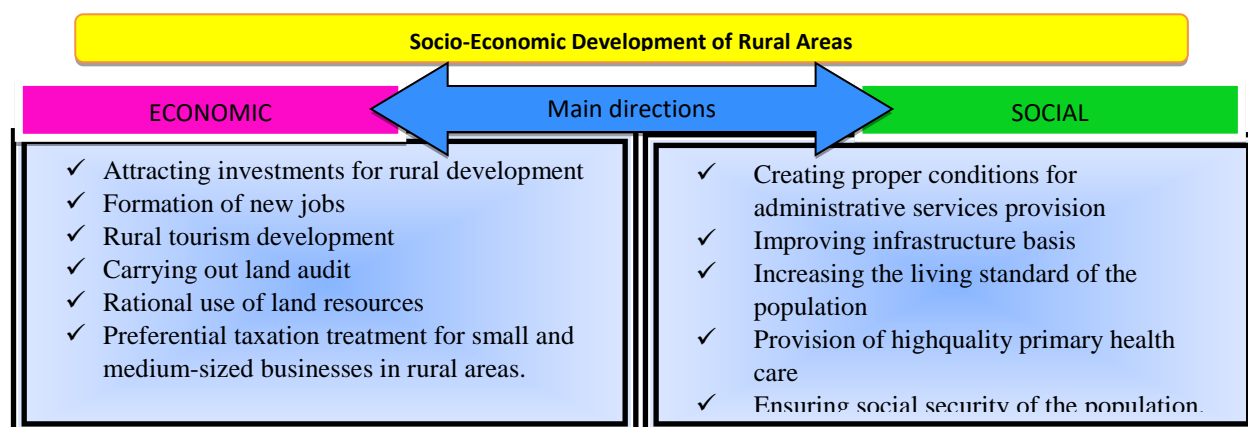 Socio-Economic Development of Rural Areas
ECONOMIC
Main directions
SOCIAL
✓ Attracting investments for rural development
✓ Formation of new jobs
✓ Rural tourism development
✓ Carrying out land audit
✓ Rational use of land resources
✓ Preferential taxation treatment for small and
medium-sized businesses in rural areas.
✓ Creating proper conditions for
administrative services provision
✓ Improving infrastructure basis
✓ Increasing the living standard of the
population
✓ Provision of highquality primary health
care
✓ Ensuring social security of the population.